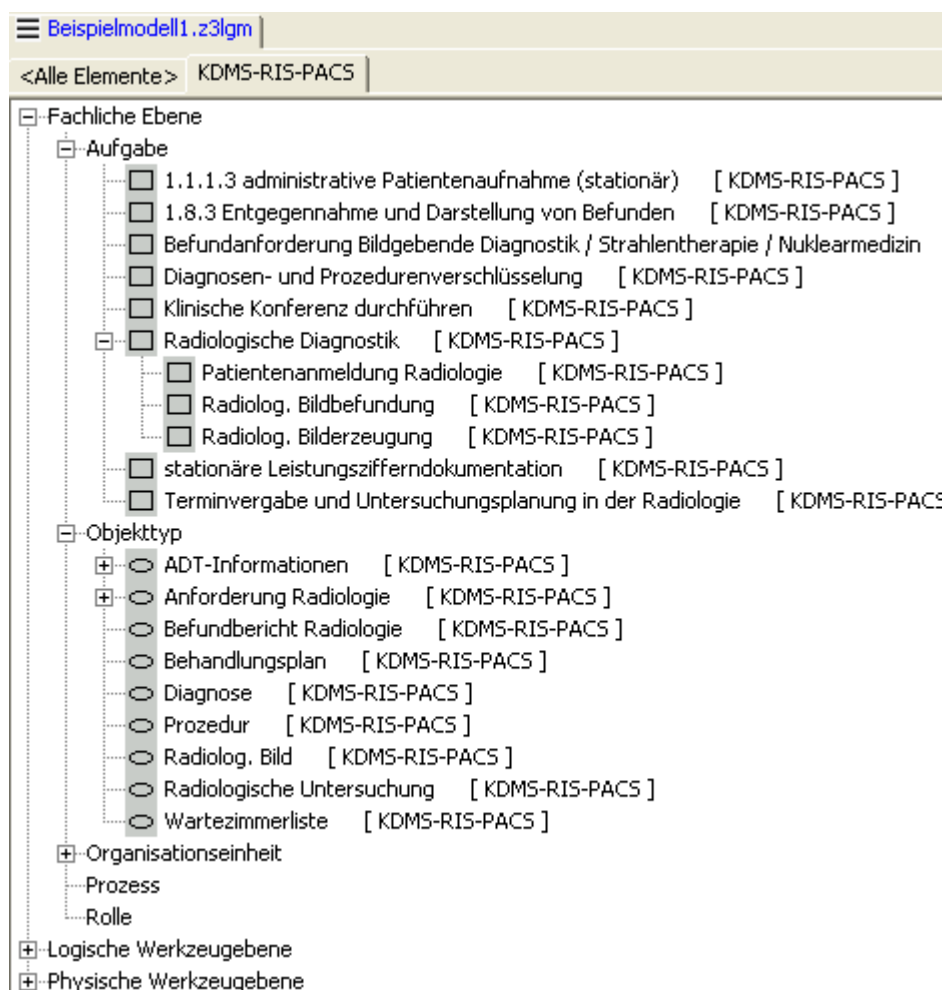 Beispielmodell1.z3lgm
<Alle Elemente> KDMS-RIS-PACS
Fachliche Ebene
Aufgabe
1.1.1.3 administrative Patientenaufnahme (stationär) [ KDMS-RIS-PACS ]
1.8.3 Entgegennahme und Darstellung von Befunden [ KDMS-RIS-PACS ]
Befundanforderung Bildgebende Diagnostik / Strahlentherapie / Nuklearmedizin
Diagnosen- und Prozedurenverschlüsselung [ KDMS-RIS-PACS ]
Klinische Konferenz durchführen [ KDMS-RIS-PACS ]
Radiologische Diagnostik [ KDMS-RIS-PACS ]
Patientenanmeldung Radiologie [ KDMS-RIS-PACS ]
Radiolog. Bildbefundung [ KDMS-RIS-PACS ]
Radiolog. Bilderzeugung [ KDMS-RIS-PACS ]
stationäre Leistungszifferndokumentation [ KDMS-RIS-PACS ]
Terminvergabe und Untersuchungsplanung in der Radiologie [ KDMS-RIS-PACS
Objekttyp
ADT-Informationen [ KDMS-RIS-PACS ]
Anforderung Radiologie [ KDMS-RIS-PACS ]
Befundbericht Radiologie [ KDMS-RIS-PACS ]
Behandlungsplan [ KDMS-RIS-PACS ]
Diagnose [ KDMS-RIS-PACS ]
Prozedur [ KDMS-RIS-PACS ]
Radiolog. Bild [ KDMS-RIS-PACS ]
Radiologische Untersuchung [ KDMS-RIS-PACS ]
Wartezimmerliste [ KDMS-RIS-PACS ]
Organisationseinheit
Prozess
Rolle
Logische Werkzeugebene
Physische Werkzeugebene